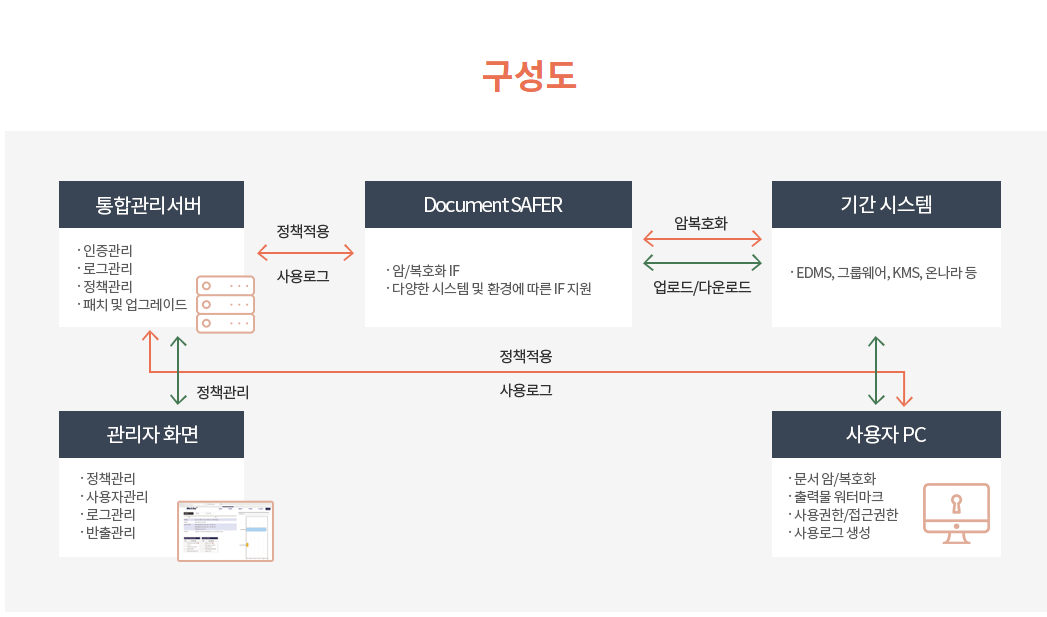 구성도
통합관리서버
· 인증관리
· 로그관리
· 정책관리
· 패치 및 업그레이드
정책적용
사용로그
Document SAFER
· 암/복호화 IF
· 다양한 시스템 및 환경에 따른 IF 지원
암복호화
업로드/다운로드
기간 시스템
· EDMS, 그룹웨어, KMS, 온나라 등
정책적용
사용로그
정책관리
관리자 화면
· 정책관리
· 사용자관리
· 로그관리
· 반출관리
사용자 PC
· 문서 암/복호화
· 출력물 워터마크
· 사용권한/접근권한
· 사용로그 생성